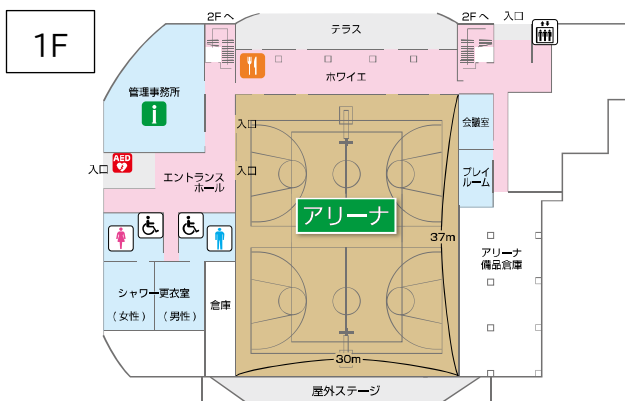 1F
2Fへ
テラス
2Fへ
入口
ホワイエ
管理事務所
i
入口
会議室
AED
入口
エントランス
ホール
入口
プレイ
ルーム
アリーナ
37m
アリーナ
備品倉庫
シャワー更衣室
（女性）
（男性）
倉庫
30m
屋外ステージ